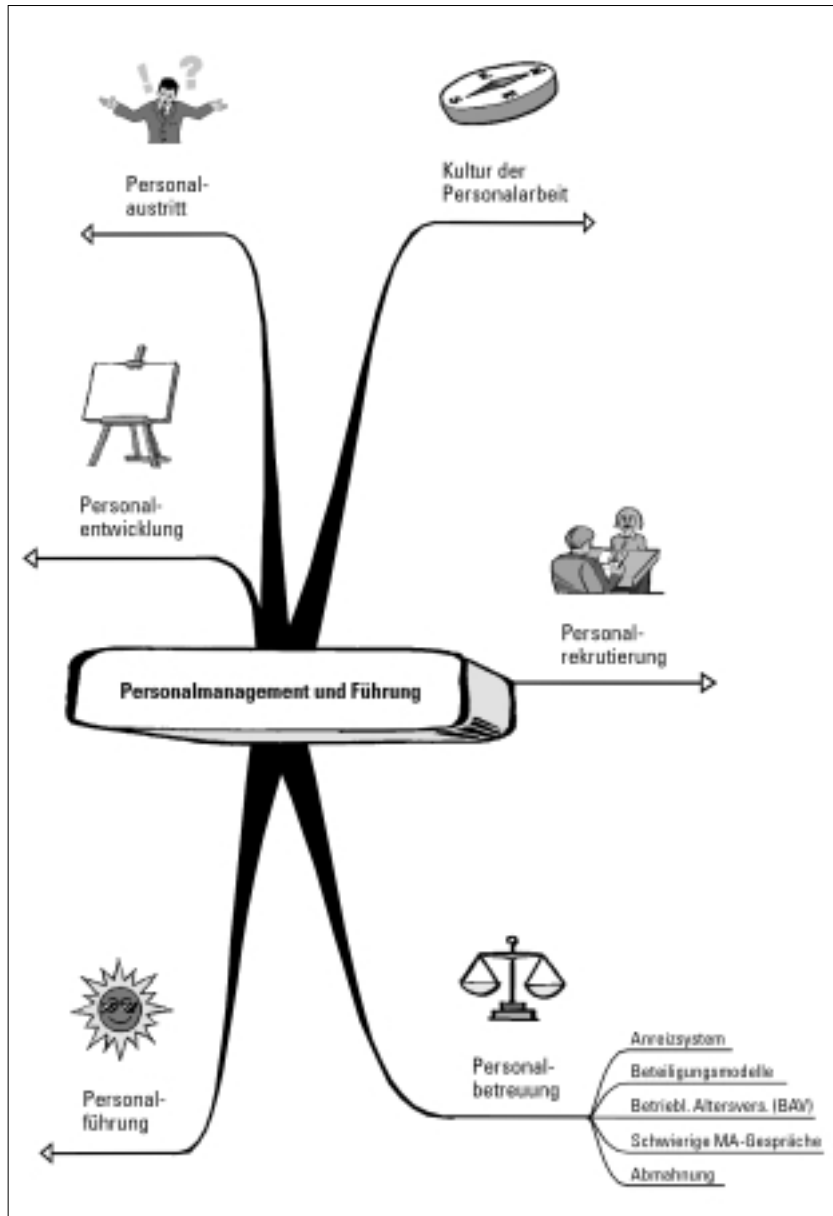 ! ?
Personal-
austritt
Kultur der
Personalarbeit
Personal-
entwicklung
Personal-
rekrutierung
Personalmanagement und Führung
Personal-
führung
Personal-
betreuung
Anreizsystem
Beteiligungsmodelle
Betriebl. Altersvers. (BAV)
Schwierige MA-Gespräche
Abmahnung